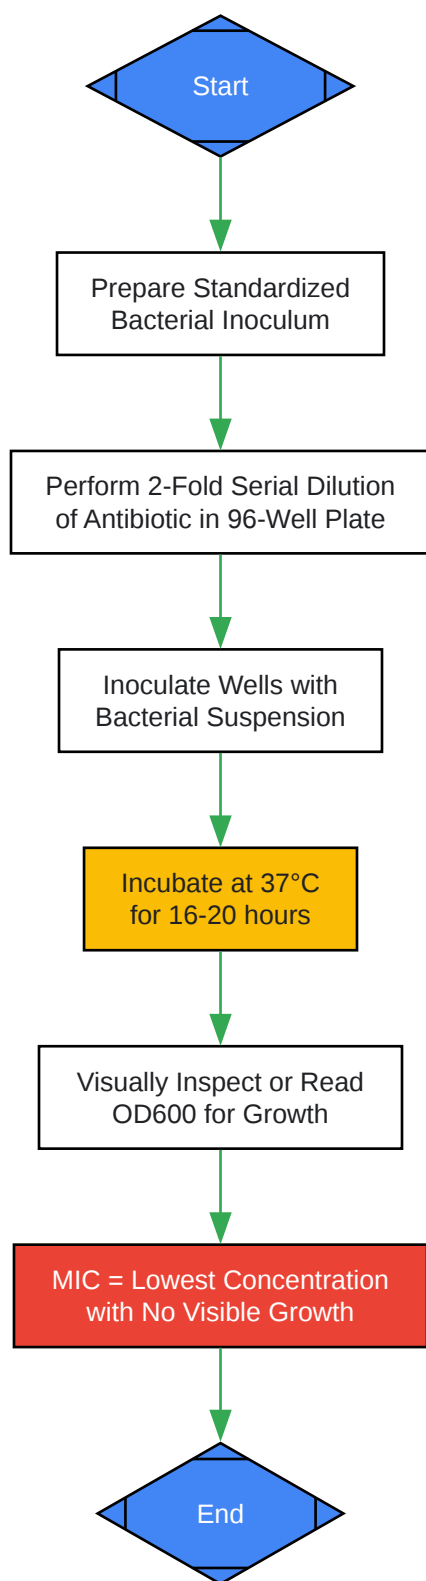 Start
Prepare Standardized
Bacterial Inoculum
Perform 2-Fold Serial Dilution
of Antibiotic in 96-Well Plate
Inoculate Wells with
Bacterial Suspension
Incubate at 37°C
for 16-20 hours
Visually Inspect or Read
OD600 for Growth
MIC = Lowest Concentration
with No Visible Growth
End